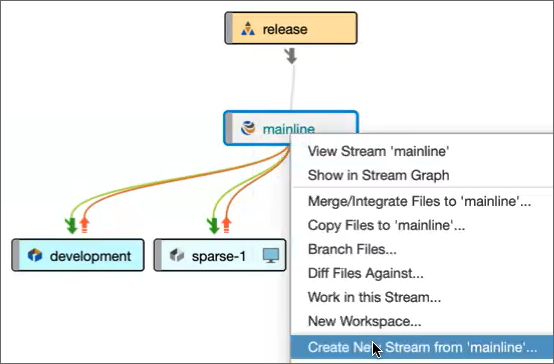 release
mainline
View Stream 'mainline'
Show in Stream Graph
Merge/Integrate Files to 'mainline'...
Copy Files to 'mainline'...
Branch Files...
Diff Files Against...
Work in this Stream...
New Workspace...
Create New Stream from 'mainline'...
development
sparse-1